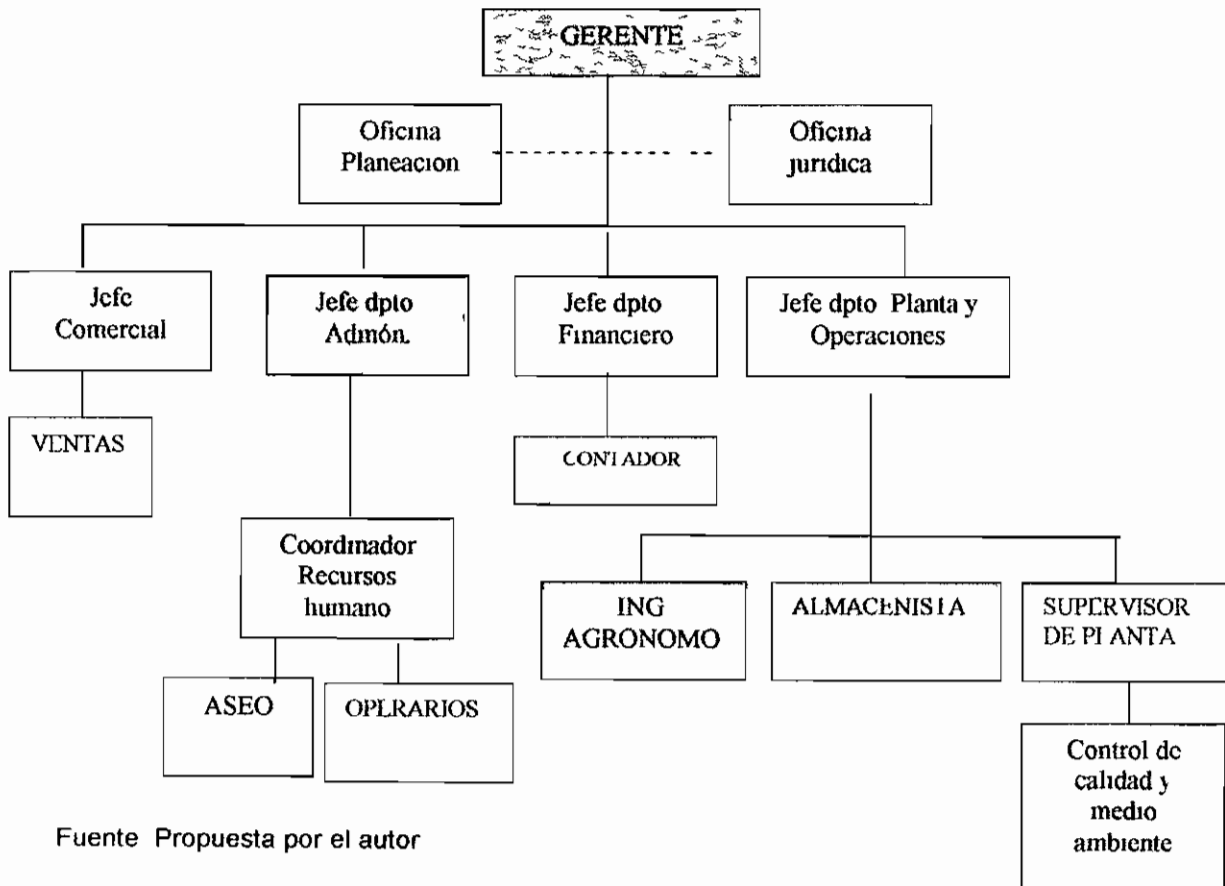 GERENTE
Oficina
Planeacion
Oficina
juridica
Jefe
Comercial
Jefe dpto
Admón.
Jefe dpto
Financiero
Jefe dpto Planta y
Operaciones
VENTAS
CONTADOR
Coordinador
Recursos
humano
ING
AGRONOMO
ALMACENISTA
SUPERVISOR
DE PLANTA
ASEO
OPERARIOS
Control de
calidad y
medio
ambiente
Fuente Propuesta por el autor